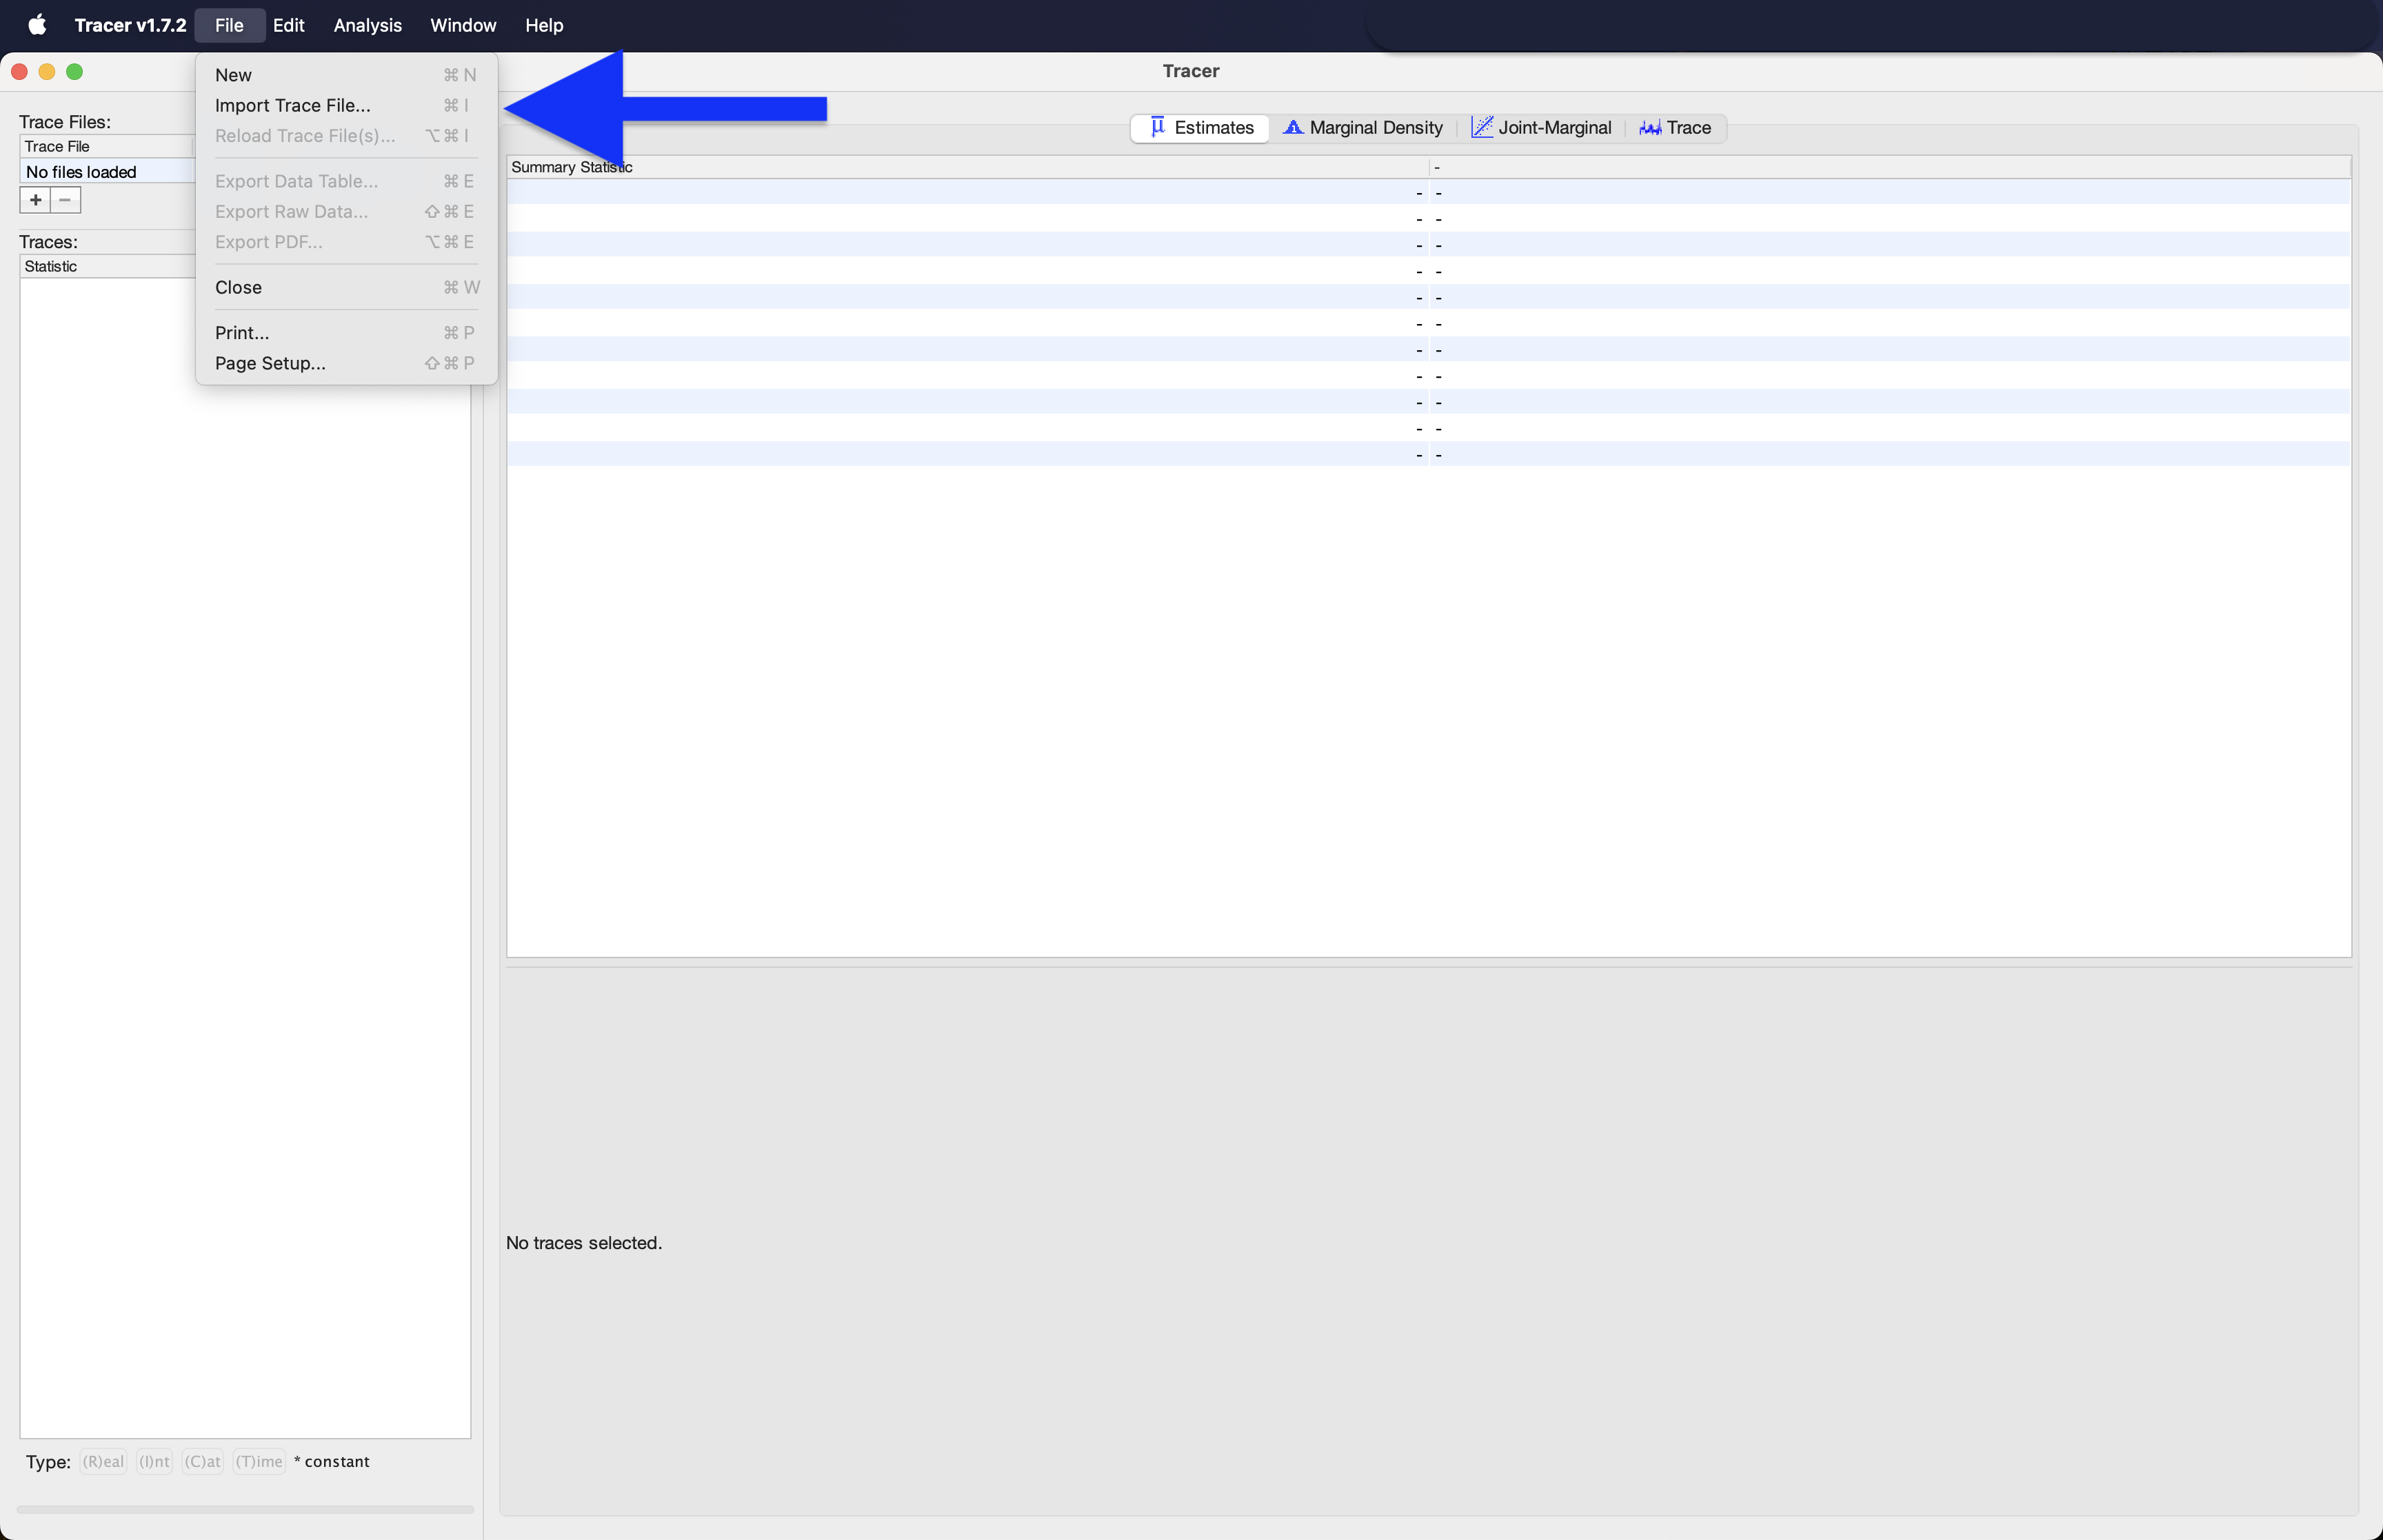 Tracer v1.7.2 File Edit Analysis Window Help
Tracer
New ⌘ N
Import Trace File... ⌘ I
Reload Trace File(s)... ⌥ ⌘ I
Export Data Table... ⌘ E
Export Raw Data... ⇧ ⌘ E
Export PDF... ⌥ ⌘ E
Close ⌘ W
Print... ⌘ P
Page Setup... ⇧ ⌘ P
Trace Files:
Trace File
No files loaded
+ −
Traces:
Statistic
Type: (R)eal (I)nt (C)at (T)ime * constant
μ Estimates Marginal Density Joint-Marginal Trace
Summary Statistic -
- -
- -
- -
- -
- -
- -
- -
- -
- -
- -
- -
No traces selected.